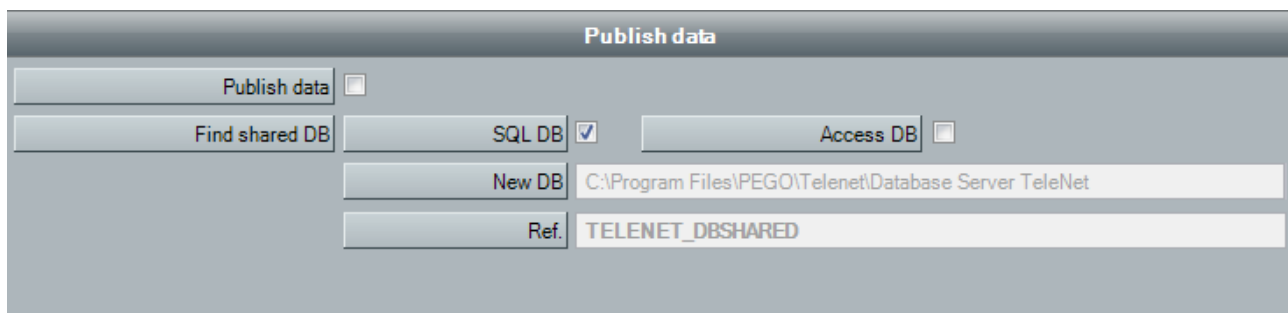 Publish data
Publish data
Find shared DB SQL DB Access DB
New DB C:\Program Files\PEGO\Telenet\Database Server TeleNet
Ref. TELENET_DBSHARED